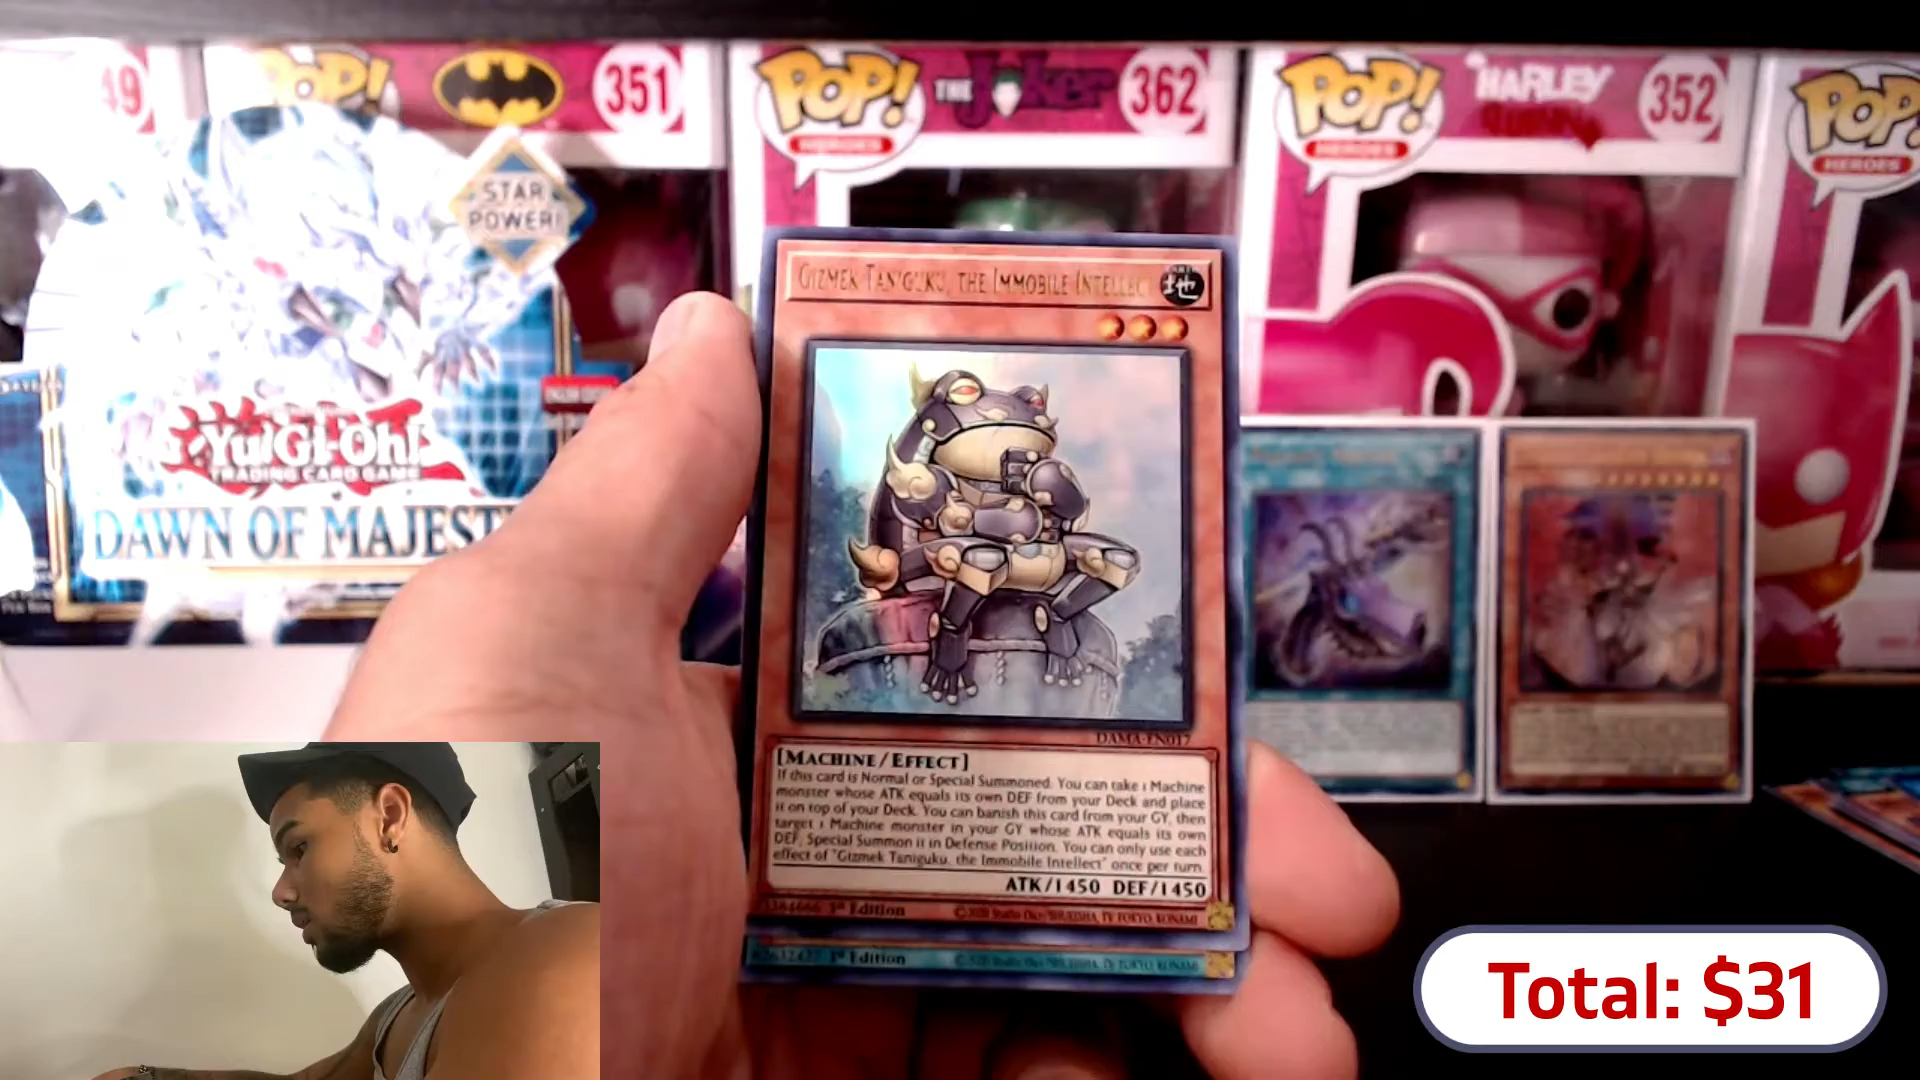 49
POP!
351
POP!
HEROES
THE Joker
362
POP!
HEROES
HARLEY
352
POP
HEROES
STAR
POWER!
Yu-Gi-Oh!
TRADING CARD GAME
DAWN OF MAJEST
GIZMEK TANIGUKU, THE IMMOBILE INTELLECT
地
DAMA-EN017
[MACHINE/EFFECT]
If this card is Normal or Special Summoned: You can take 1 Machine
monster whose ATK equals its own DEF from your Deck and place
it on top of your Deck. You can banish this card from your GY, then
target 1 Machine monster in your GY whose ATK equals its own
DEF; Special Summon it in Defense Position. You can only use each
effect of "Gizmek Taniguku, the Immobile Intellect" once per turn.
ATK/1450 DEF/1450
1st Edition
1st Edition
Total: $31